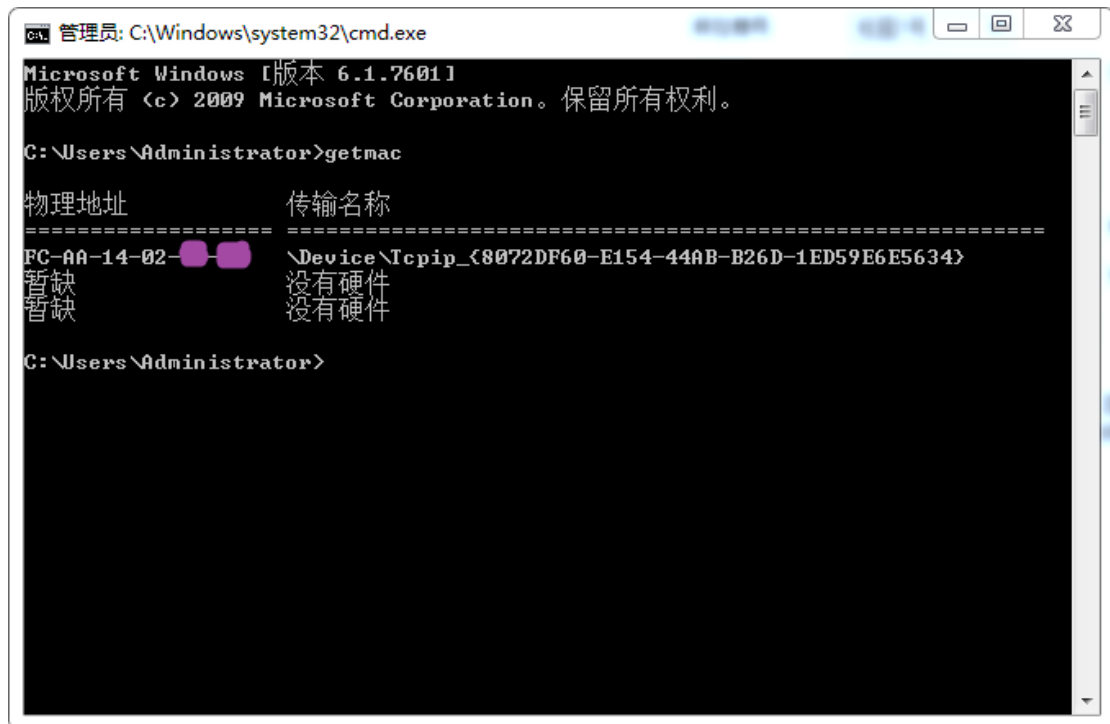 管理员: C:\Windows\system32\cmd.exe
Microsoft Windows [版本 6.1.7601]
版权所有 (c) 2009 Microsoft Corporation。保留所有权利。
C:\Users\Administrator>getmac
物理地址 传输名称
=================== ==========================================================
FC-AA-14-02- - \Device\Tcpip_{8072DF60-E154-44AB-B26D-1ED59E6E5634}
暂缺 没有硬件
暂缺 没有硬件
C:\Users\Administrator>